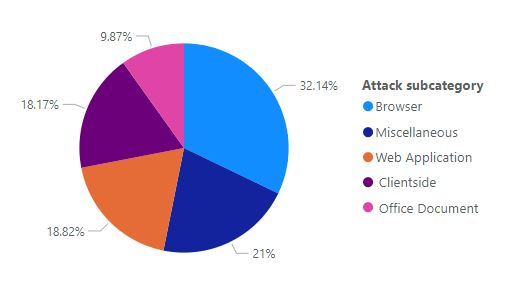 9.87%
32.14%
18.17%
18.82%
21%
Attack subcategory
Browser
Miscellaneous
Web Application
Clientside
Office Document